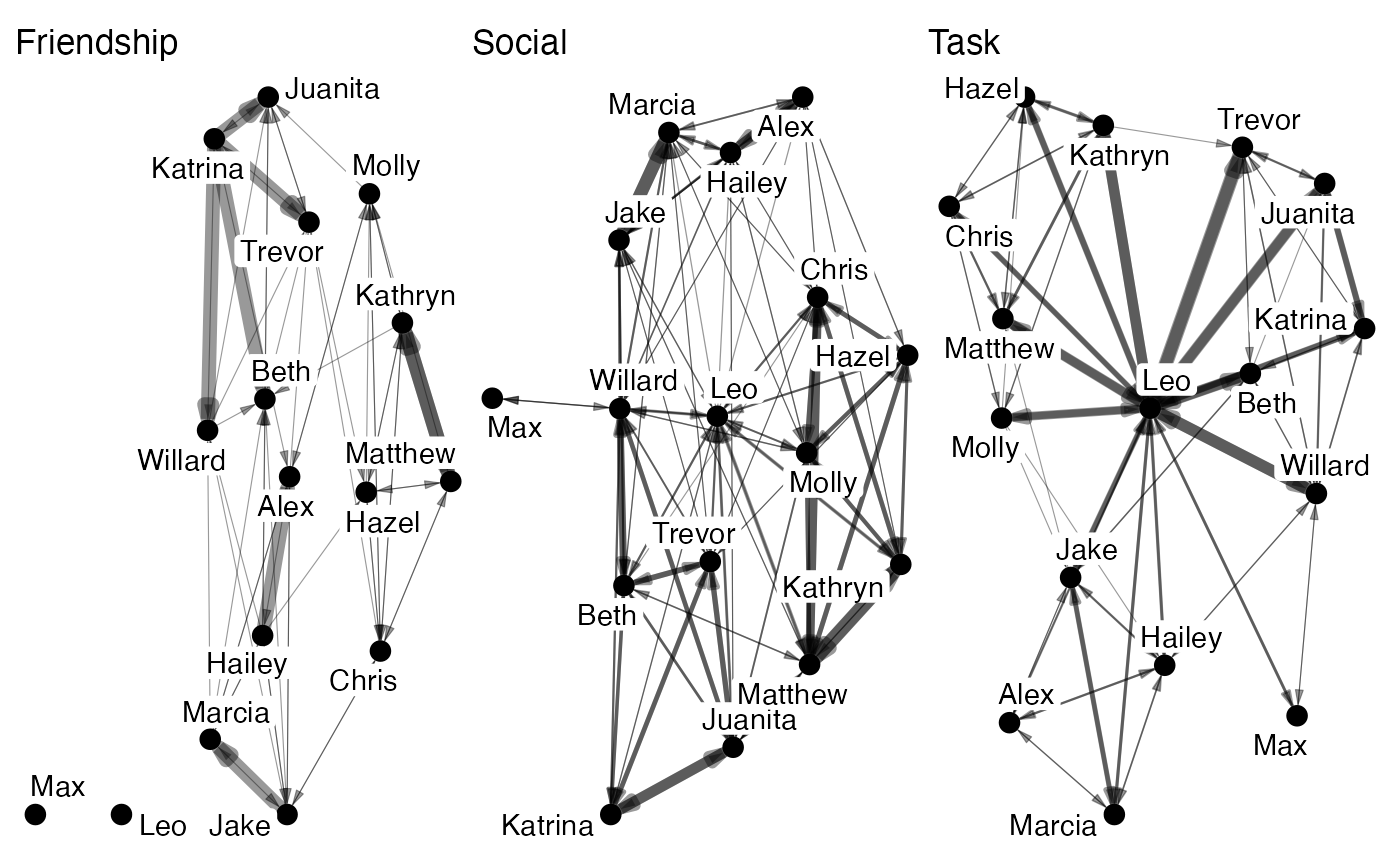 Friendship
Juanita
Katrina
Molly
Trevor
Kathryn
Beth
Willard
Matthew
Alex
Hazel
Hailey
Chris
Marcia
Max
Leo
Jake
Social
Marcia
Alex
Hailey
Jake
Chris
Hazel
Willard
Leo
Max
Molly
Trevor
Kathryn
Beth
Matthew
Juanita
Katrina
Task
Hazel
Trevor
Kathryn
Juanita
Chris
Katrina
Matthew
Leo
Beth
Molly
Willard
Jake
Hailey
Alex
Max
Marcia